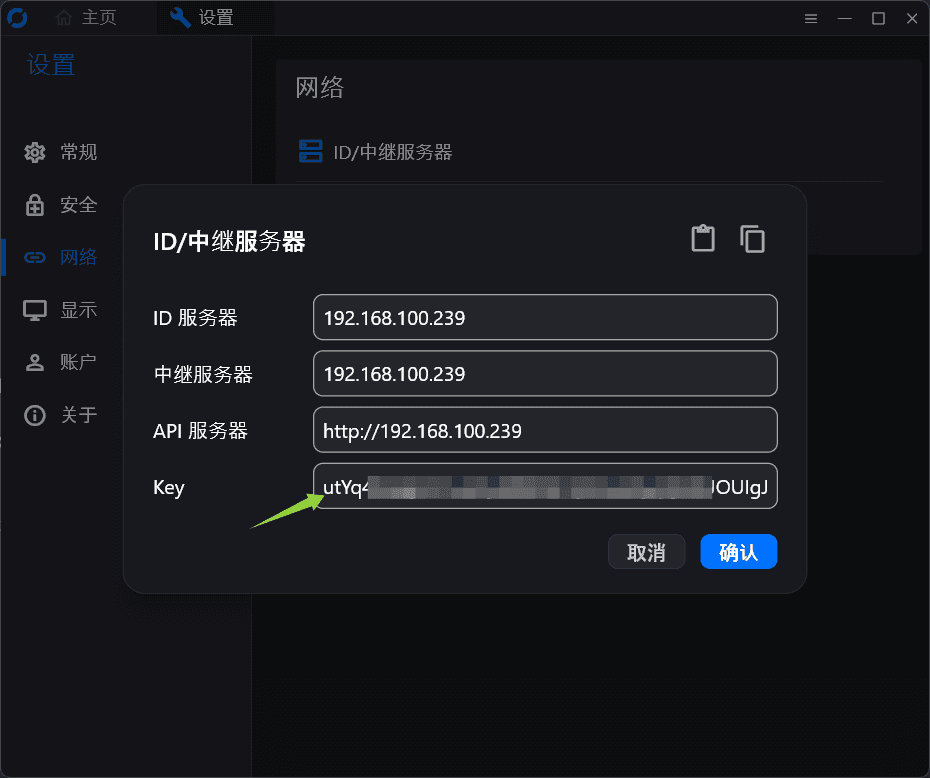 主页
设置
设置
常规
安全
网络
显示
账户
关于
网络
ID/中继服务器
ID/中继服务器
ID 服务器
192.168.100.239
中继服务器
192.168.100.239
API 服务器
http://192.168.100.239
Key
utYq4
JOUIgJ
取消
确认